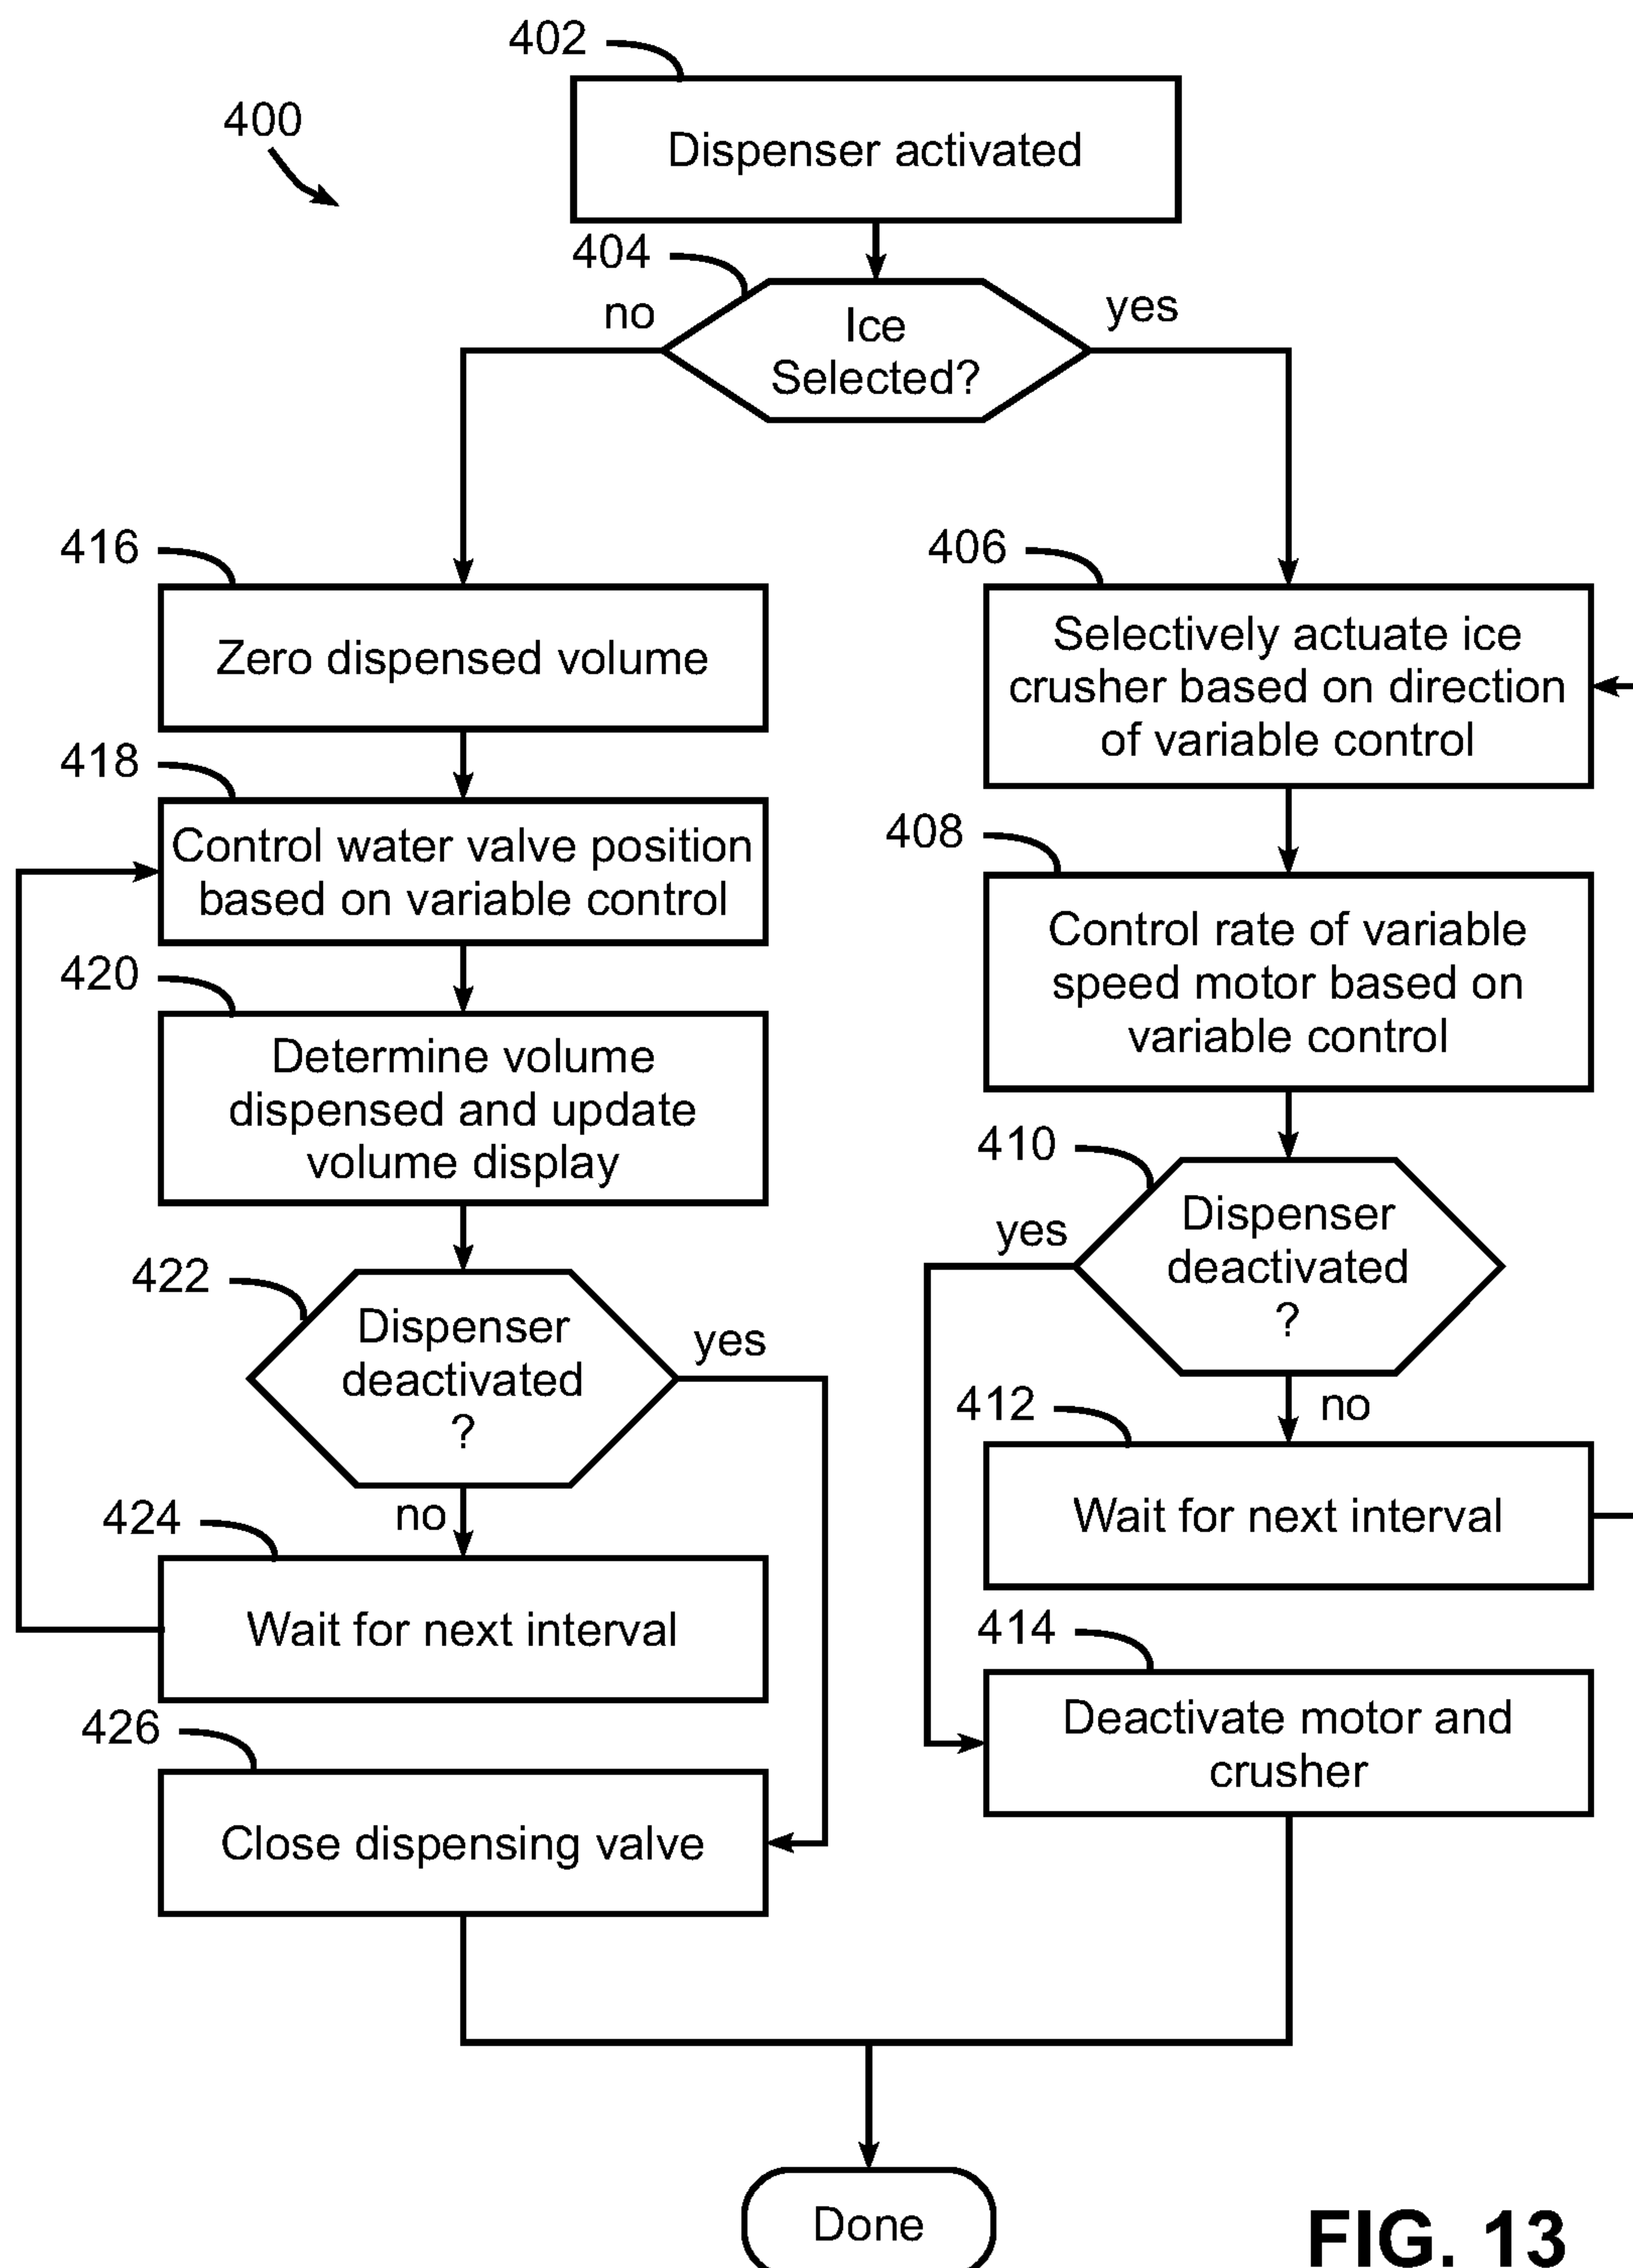 402
400
Dispenser activated
404
no
yes
Ice
Selected?
416
Zero dispensed volume
418
Control water valve position
based on variable control
420
Determine volume
dispensed and update
volume display
422
Dispenser
deactivated
?
yes
no
424
Wait for next interval
426
Close dispensing valve
406
Selectively actuate ice
crusher based on direction
of variable control
408
Control rate of variable
speed motor based on
variable control
410
Dispenser
deactivated
?
yes
no
412
Wait for next interval
414
Deactivate motor and
crusher
Done
FIG. 13